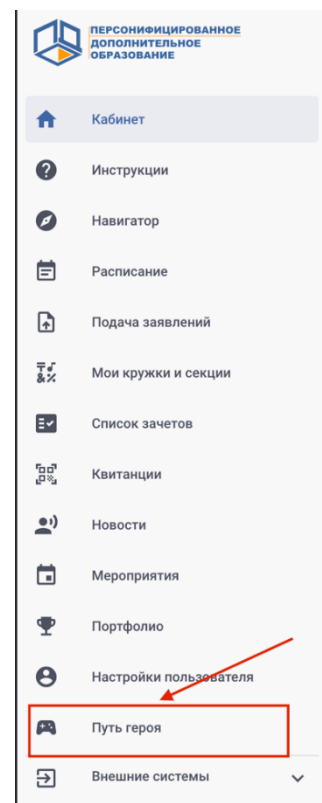 ПЕРСОНИФИЦИРОВАННОЕ
ДОПОЛНИТЕЛЬНОЕ
ОБРАЗОВАНИЕ
Кабинет
Инструкции
Навигатор
Расписание
Подача заявлений
Мои кружки и секции
Список зачетов
Квитанции
Новости
Мероприятия
Портфолио
Настройки пользователя
Путь героя
Внешние системы